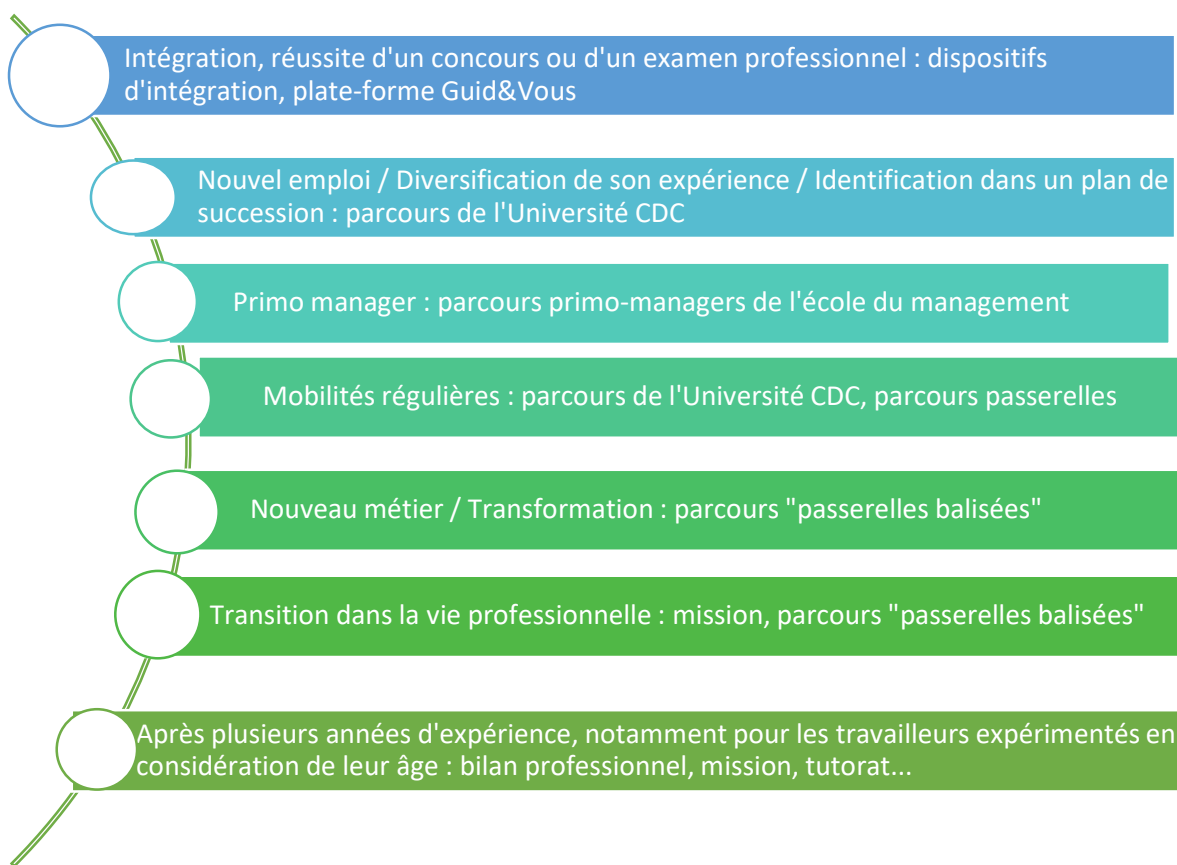 Intégration, réussite d'un concours ou d'un examen professionnel : dispositifs
d'intégration, plate-forme Guid&Vous
Nouvel emploi / Diversification de son expérience / Identification dans un plan de
succession : parcours de l'Université CDC
Primo manager : parcours primo-managers de l'école du management
Mobilités régulières : parcours de l'Université CDC, parcours passerelles
Nouveau métier / Transformation : parcours "passerelles balisées"
Transition dans la vie professionnelle : mission, parcours "passerelles balisées"
Après plusieurs années d'expérience, notamment pour les travailleurs expérimentés en
considération de leur âge : bilan professionnel, mission, tutorat...